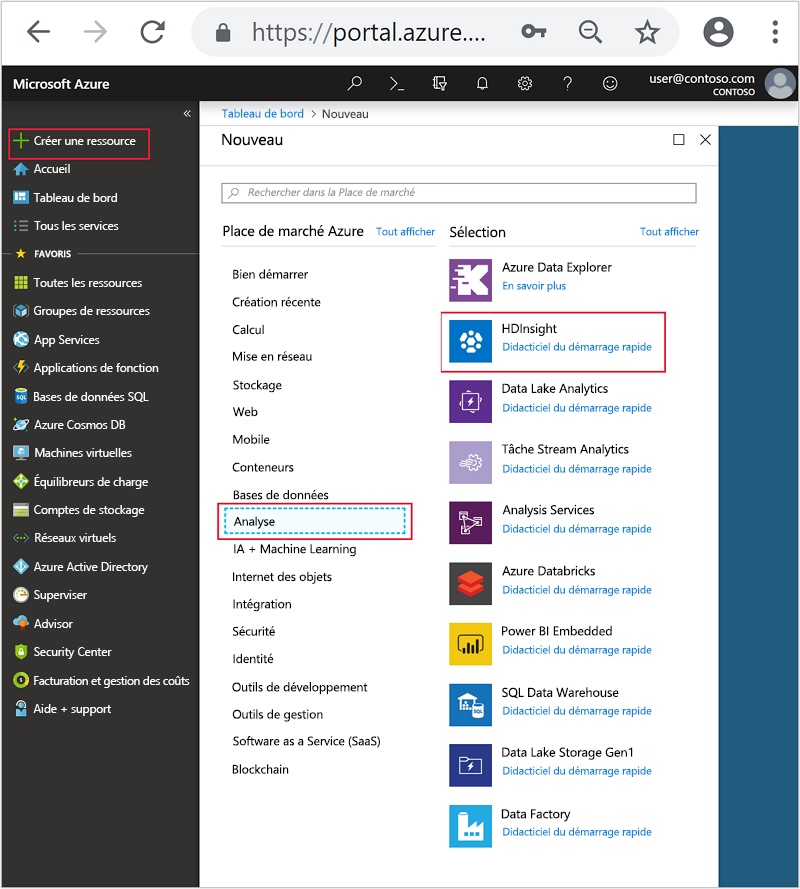 https://portal.azure....
Microsoft Azure
user@contoso.com
CONTOSO
«
Créer une ressource
Accueil
Tableau de bord
Tous les services
FAVORIS
Toutes les ressources
Groupes de ressources
App Services
Applications de fonction
Bases de données SQL
Azure Cosmos DB
Machines virtuelles
Équilibreurs de charge
Comptes de stockage
Réseaux virtuels
Azure Active Directory
Superviser
Advisor
Security Center
Facturation et gestion des coûts
Aide + support
Tableau de bord > Nouveau
Nouveau
Rechercher dans la Place de marché
Place de marché Azure Tout afficher
Bien démarrer
Création récente
Calcul
Mise en réseau
Stockage
Web
Mobile
Conteneurs
Bases de données
Analyse
IA + Machine Learning
Internet des objets
Intégration
Sécurité
Identité
Outils de développement
Outils de gestion
Software as a Service (SaaS)
Blockchain
Sélection Tout afficher
Azure Data Explorer
En savoir plus
HDInsight
Didacticiel du démarrage rapide
Data Lake Analytics
Didacticiel du démarrage rapide
Tâche Stream Analytics
Didacticiel du démarrage rapide
Analysis Services
Didacticiel du démarrage rapide
Azure Databricks
Didacticiel du démarrage rapide
Power BI Embedded
Didacticiel du démarrage rapide
SQL Data Warehouse
Didacticiel du démarrage rapide
Data Lake Storage Gen1
Didacticiel du démarrage rapide
Data Factory
Didacticiel du démarrage rapide